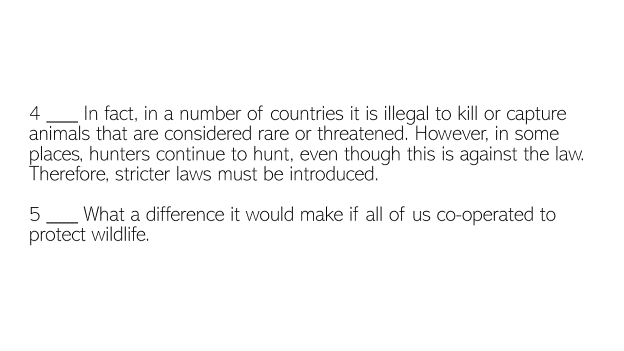 4 ___ In fact, in a number of countries it is illegal to kill or capture
animals that are considered rare or threatened. However, in some
places, hunters continue to hunt, even though this is against the law.
Therefore, stricter laws must be introduced.
5 ___ What a difference it would make if all of us co-operated to
protect wildlife.